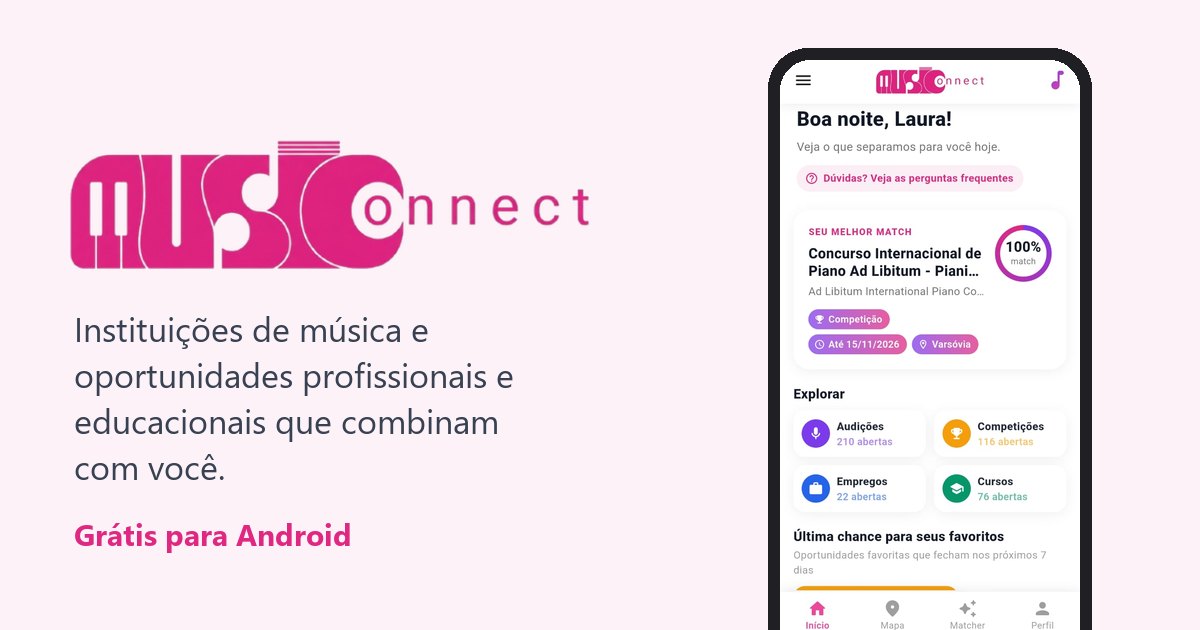 MUSIConnect
Instituições de música e
oportunidades profissionais e
educacionais que combinam
com você.
Grátis para Android
MUSIConnect
Boa noite, Laura!
Veja o que separamos para você hoje.
Dúvidas? Veja as perguntas frequentes
SEU MELHOR MATCH
Concurso Internacional de
Piano Ad Libitum - Piani...
Ad Libitum International Piano Co...
100%
match
Competição
Até 15/11/2026
Varsóvia
Explorar
Audições
210 abertas
Competições
116 abertas
Empregos
22 abertas
Cursos
76 abertas
Última chance para seus favoritos
Oportunidades favoritas que fecham nos próximos 7
dias
Início
Mapa
Matcher
Perfil